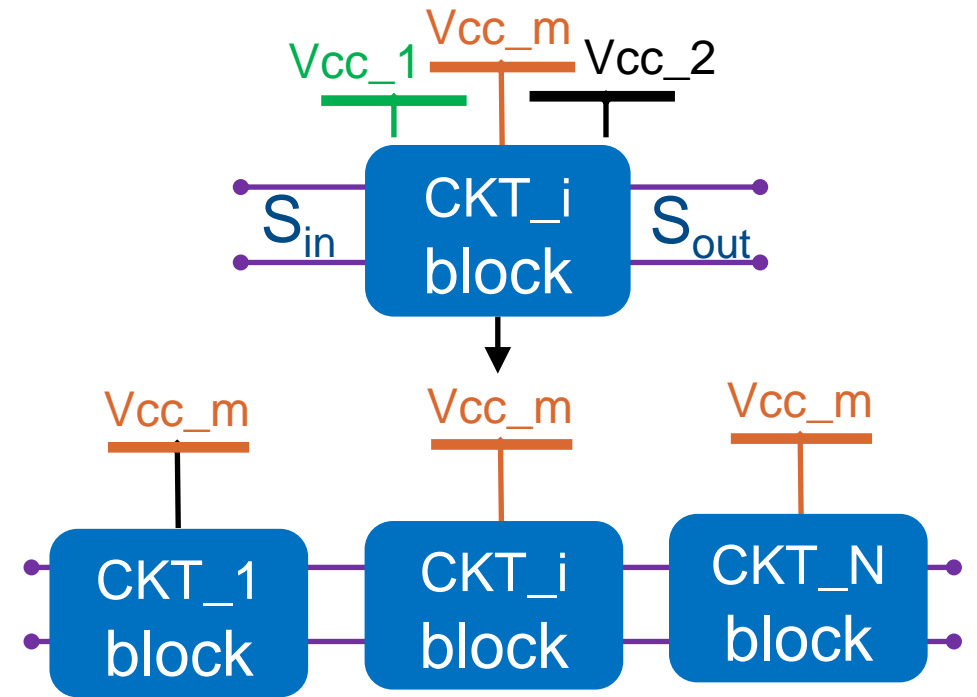 Vcc_1
Vcc_m
Vcc_2
S_in
CKT_i
block
S_out
Vcc_m
Vcc_m
Vcc_m
CKT_1
block
CKT_i
block
CKT_N
block